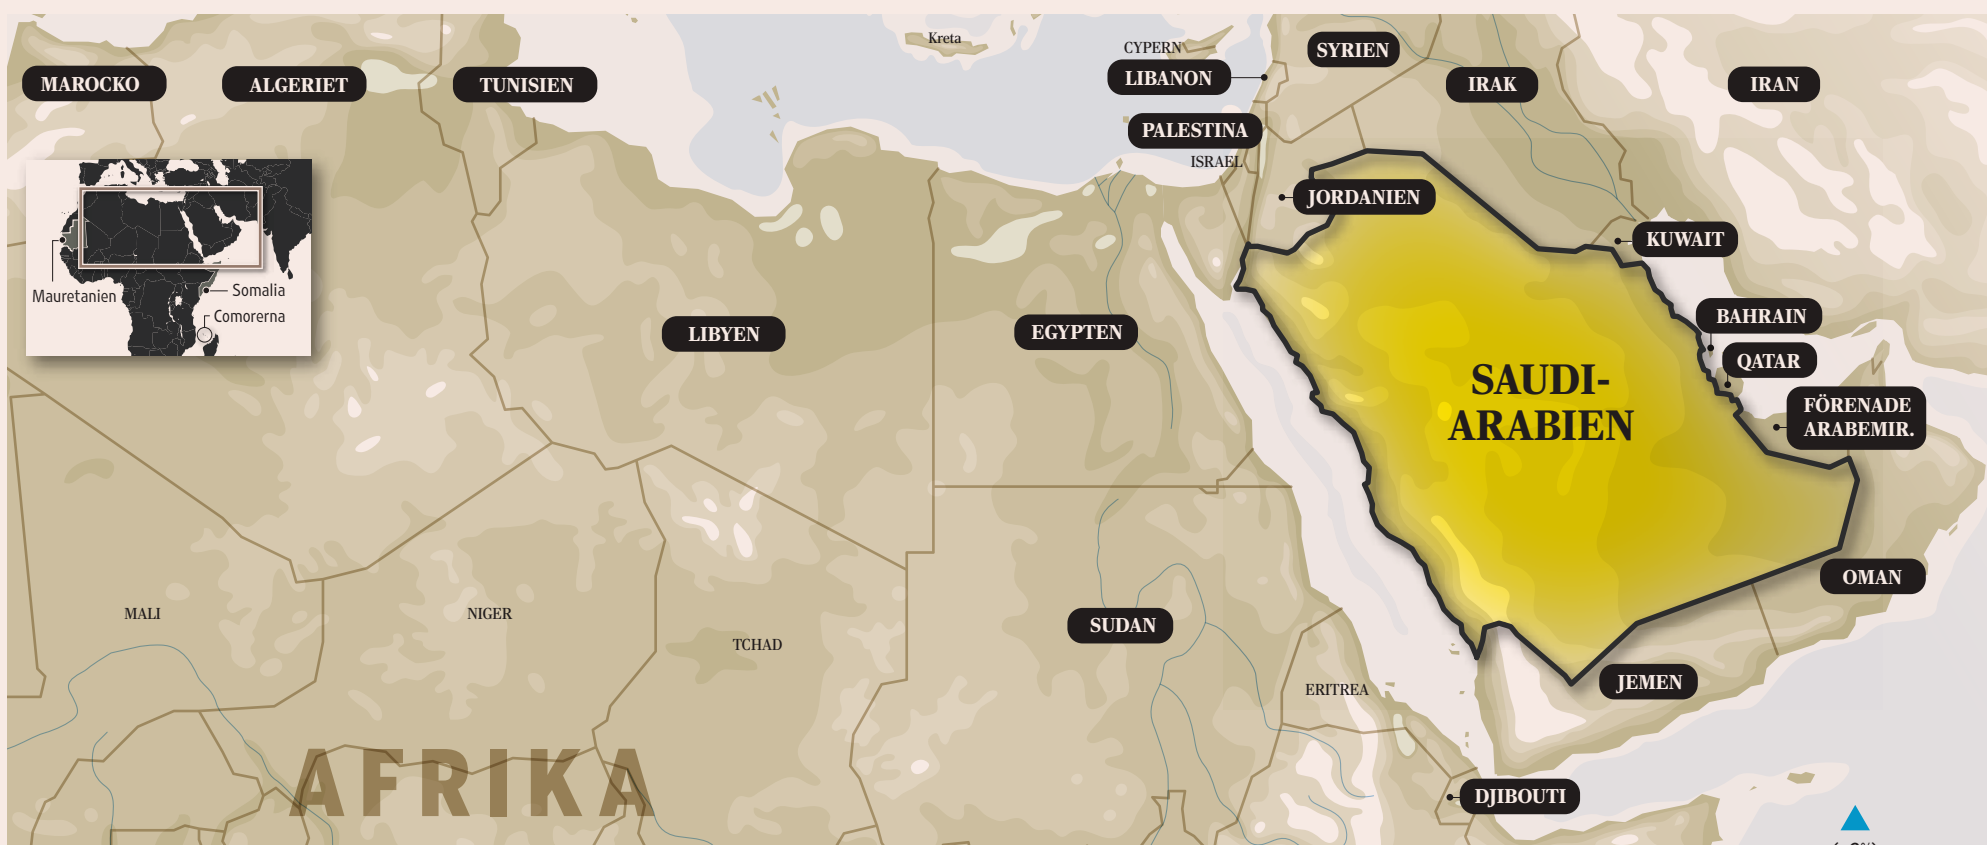 Kreta
CYPERN
SYRIEN
MAROCKO
ALGERIET
TUNISIEN
LIBANON
IRAK
IRAN
PALESTINA
ISRAEL
JORDANIEN
KUWAIT
Mauretanien
Somalia
Comorerna
LIBYEN
EGYPTEN
BAHRAIN
QATAR
SAUDI-
ARABIEN
FÖRENADE
ARABEMIR.
OMAN
MALI
NIGER
TCHAD
SUDAN
ERITREA
JEMEN
AFRIKA
DJIBOUTI